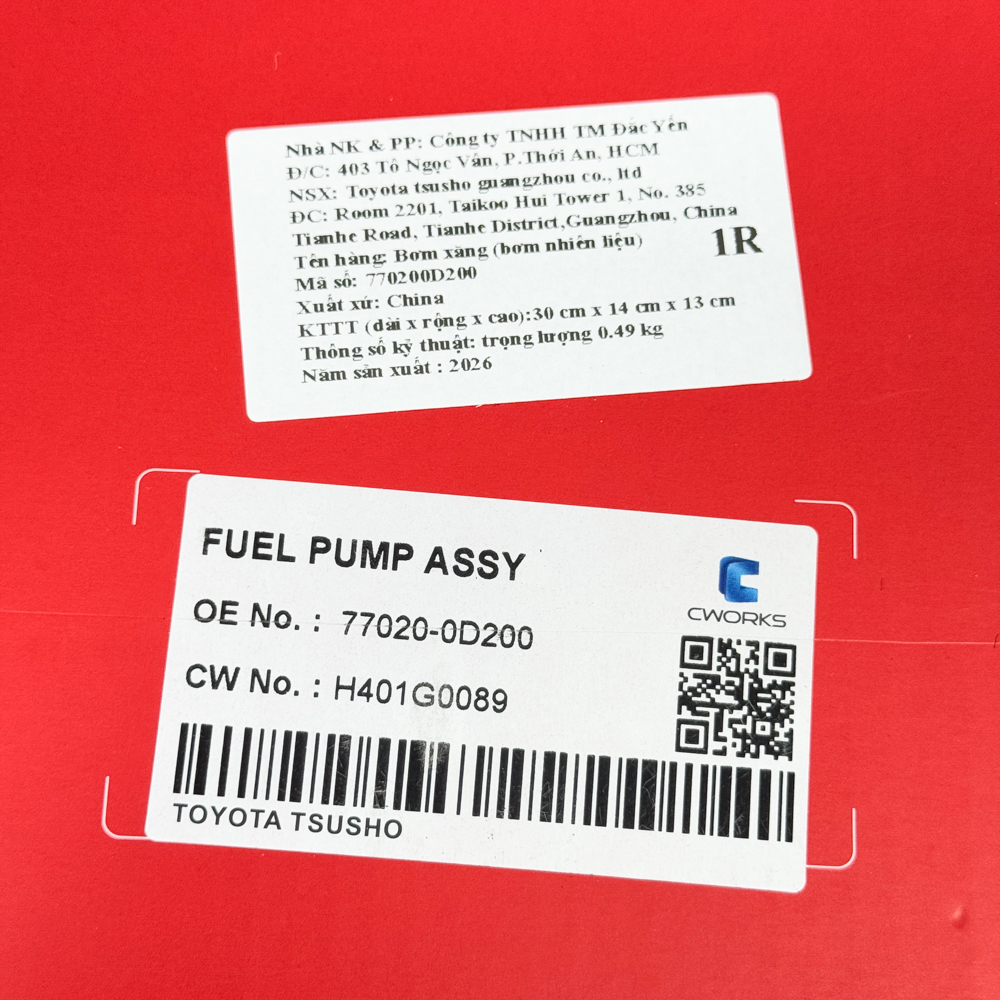 Nhà NK & PP: Công ty TNHH TM Đắc Yến
Đ/C: 403 Tô Ngọc Vân, P.Thới An, HCM
NSX: Toyota tsusho guangzhou co., ltd
ĐC: Room 2201, Taikoo Hui Tower 1, No. 385
Tianhe Road, Tianhe District,Guangzhou, China
Tên hàng: Bơm xăng (bơm nhiên liệu)
1R
Mã số: 770200D200
Xuất xứ: China
KTTT (dài x rộng x cao):30 cm x 14 cm x 13 cm
Thông số kỹ thuật: trọng lượng 0.49 kg
Năm sản xuất : 2026
FUEL PUMP ASSY
OE No. : 77020-0D200
CWORKS
CW No. : H401G0089
TOYOTA TSUSHO